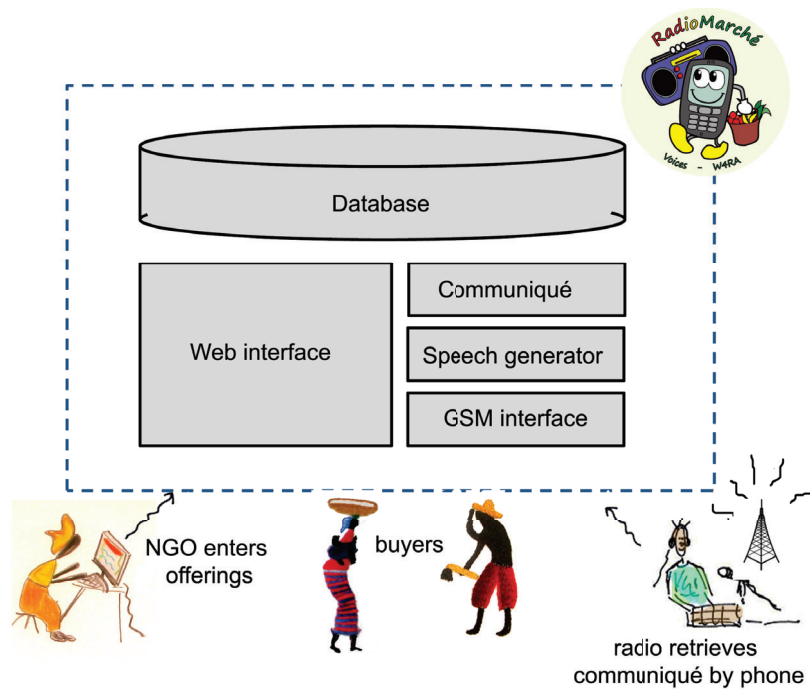 RadioMarché
Voices - W4RA
Database
Web interface
Communiqué
Speech generator
GSM interface
NGO enters
offerings
buyers
radio retrieves
communiqué by phone